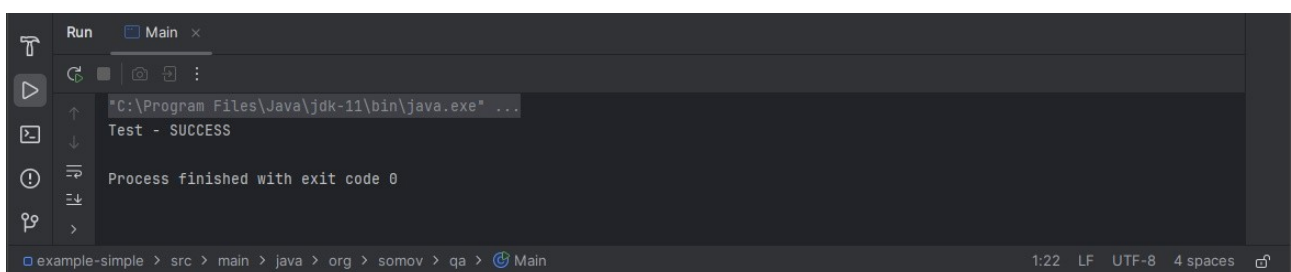 Run Main
"C:\Program Files\Java\jdk-11\bin\java.exe" ...
Test - SUCCESS
Process finished with exit code 0
example-simple > src > main > java > org > somov > qa > Main 1:22 LF UTF-8 4 spaces